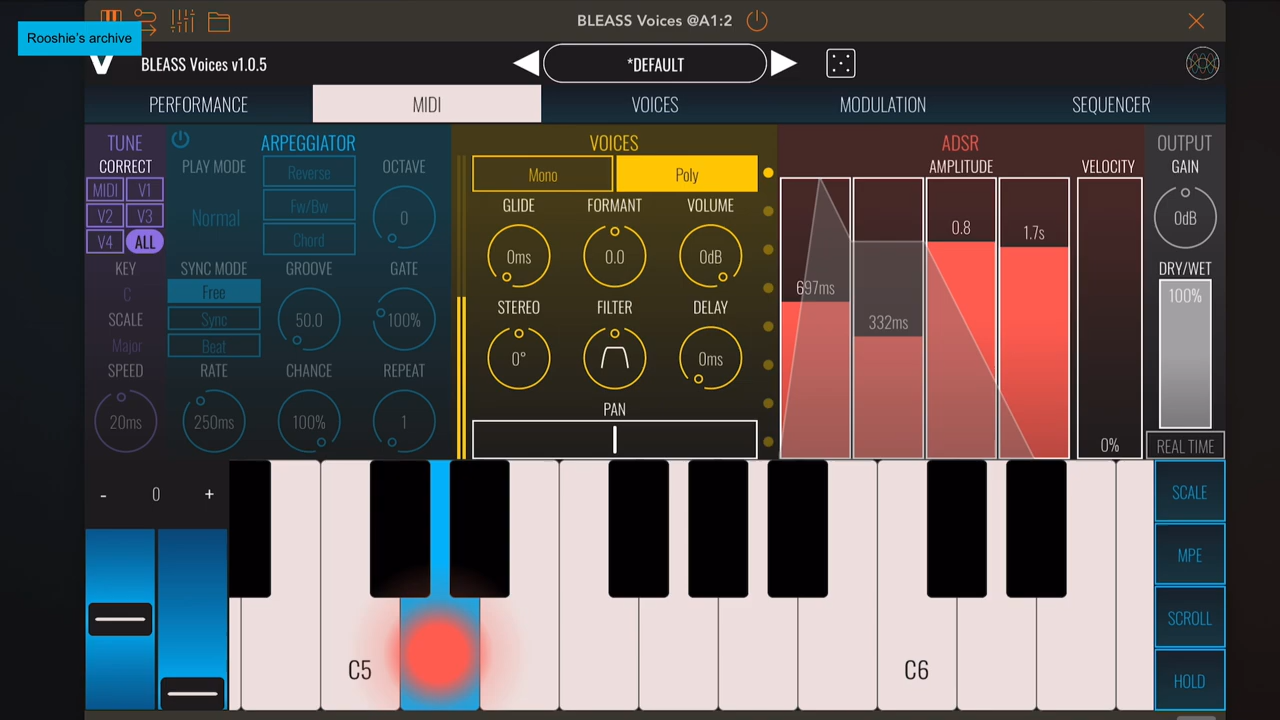 BLEASS Voices @A1:2
Rooshie's archive
V
BLEASS Voices v1.0.5
*DEFAULT
PERFORMANCE
MIDI
VOICES
MODULATION
SEQUENCER
TUNE
CORRECT
MIDI V1
V2 V3
V4 ALL
KEY
C
SCALE
Major
SPEED
20ms
ARPEGGIATOR
PLAY MODE
Normal
Reverse
Fw/Bw
Chord
OCTAVE
0
SYNC MODE
Free
Sync
Beat
GROOVE
50.0
GATE
100%
RATE
250ms
CHANCE
100%
REPEAT
1
VOICES
Mono
Poly
GLIDE
0ms
FORMANT
0.0
VOLUME
0dB
STEREO
0°
FILTER
DELAY
0ms
PAN
ADSR
AMPLITUDE
697ms
332ms
0.8
1.7s
VELOCITY
0%
OUTPUT
GAIN
0dB
DRY/WET
100%
REAL TIME
- 0 +
C5
C6
SCALE
MPE
SCROLL
HOLD